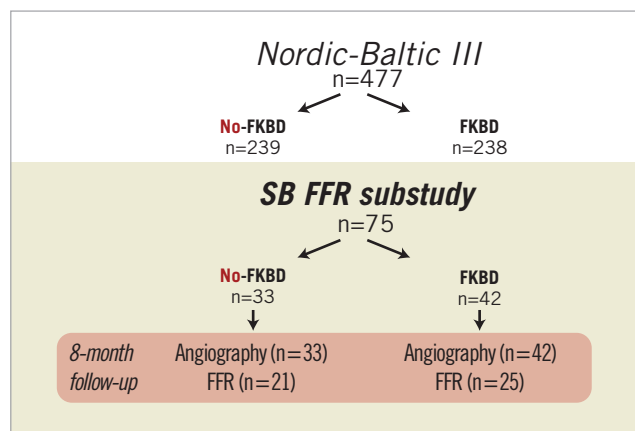 Nordic-Baltic III
n=477
No-FKBD FKBD
n=239 n=238
SB FFR substudy
n=75
No-FKBD FKBD
n=33 n=42
8-month Angiography (n=33) Angiography (n=42)
follow-up FFR (n=21) FFR (n=25)